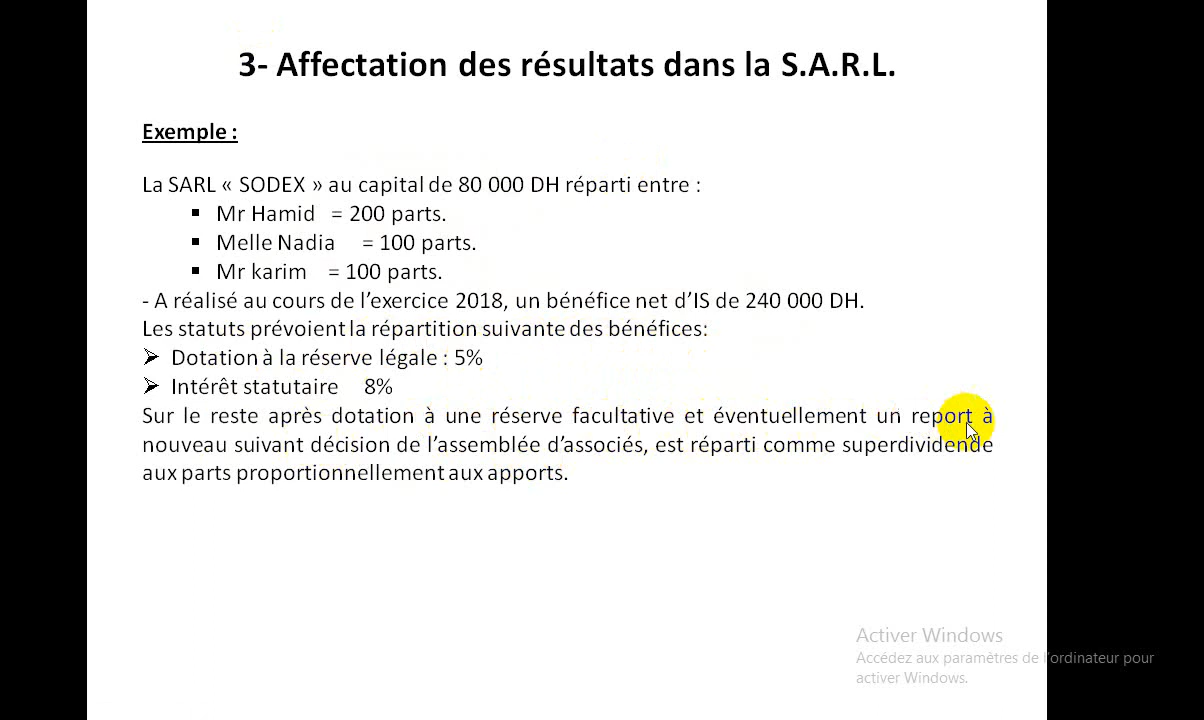 3- Affectation des résultats dans la S.A.R.L.
Exemple :
La SARL « SODEX » au capital de 80 000 DH réparti entre :
▪ Mr Hamid = 200 parts.
▪ Melle Nadia = 100 parts.
▪ Mr karim = 100 parts.
- A réalisé au cours de l’exercice 2018, un bénéfice net d’IS de 240 000 DH.
Les statuts prévoient la répartition suivante des bénéfices:
➢ Dotation à la réserve légale : 5%
➢ Intérêt statutaire 8%
Sur le reste après dotation à une réserve facultative et éventuellement un report à
nouveau suivant décision de l’assemblée d’associés, est réparti comme superdividende
aux parts proportionnellement aux apports.
Activer Windows
Accédez aux paramètres de l'ordinateur pour
activer Windows.